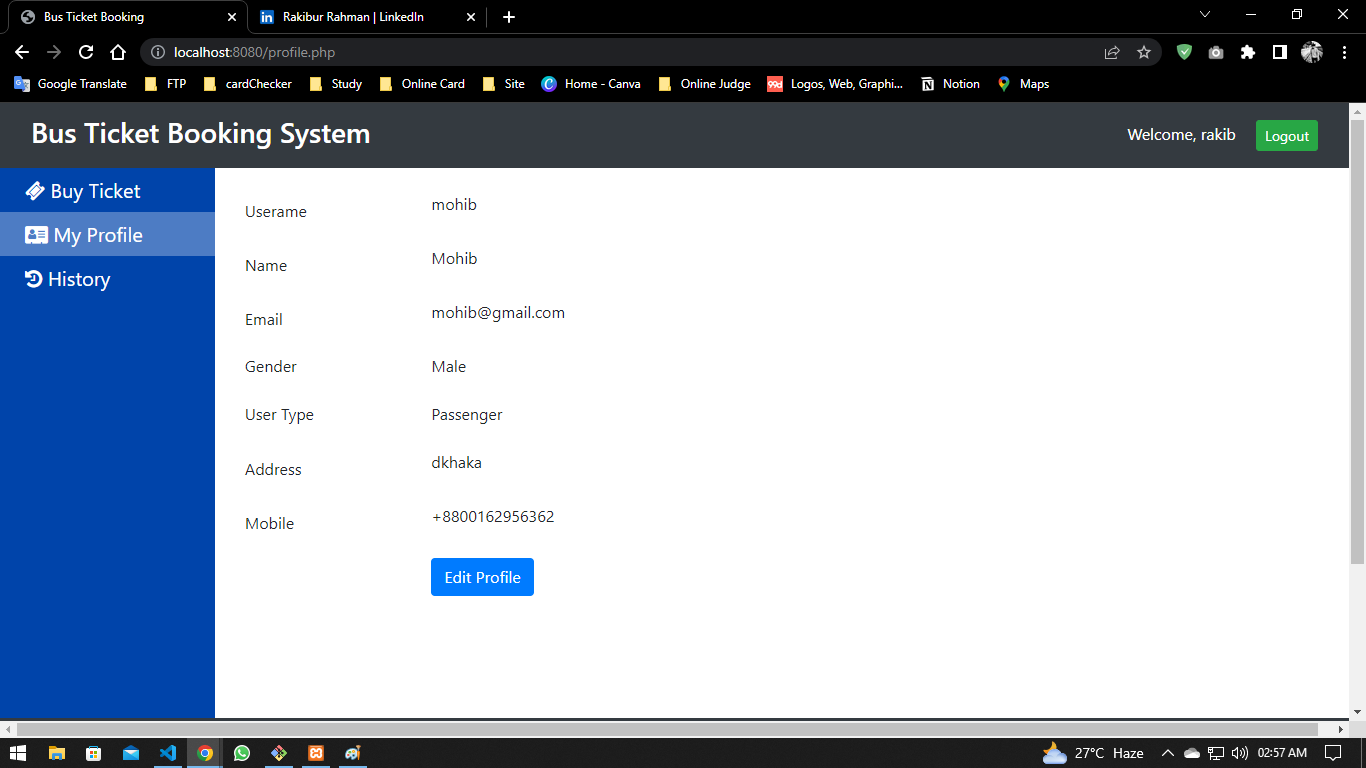 Bus Ticket Booking
Rakibur Rahman | LinkedIn
localhost:8080/profile.php
Google Translate FTP cardChecker Study Online Card Site Home - Canva Online Judge 99d Logos, Web, Graphi... Notion Maps
Bus Ticket Booking System Welcome, rakib Logout
Buy Ticket
My Profile
History
Userame mohib
Name Mohib
Email mohib@gmail.com
Gender Male
User Type Passenger
Address dkhaka
Mobile +8800162956362
Edit Profile
27°C Haze 02:57 AM